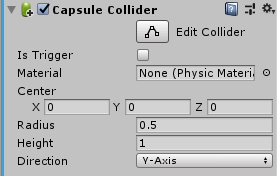 Capsule Collider
Edit Collider
Is Trigger
Material None (Physic Materia
Center
X 0 Y 0 Z 0
Radius 0.5
Height 1
Direction Y-Axis